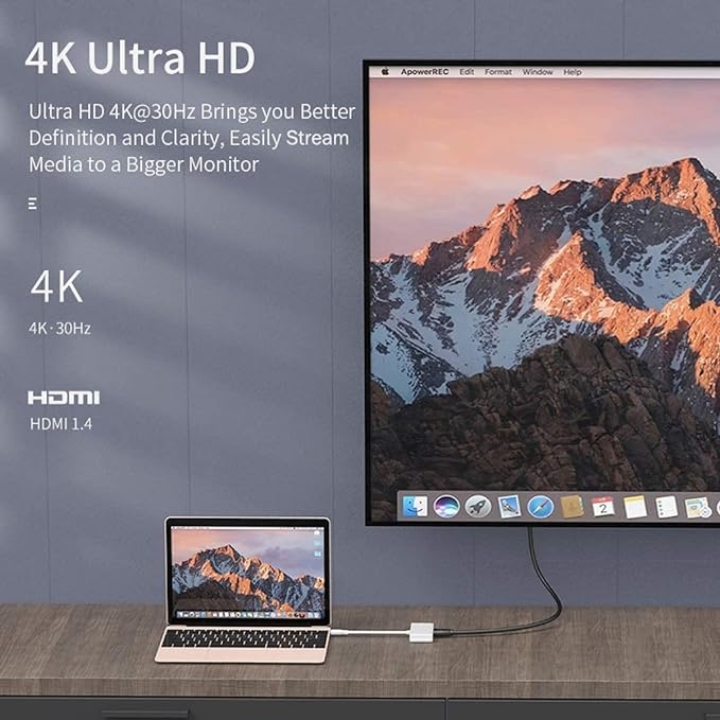 4K Ultra HD
Ultra HD 4K@30Hz Brings you Better
Definition and Clarity, Easily Stream
Media to a Bigger Monitor
4K
4K·30Hz
HDMI
HDMI 1.4
ApowerREC Edit Format Window Help
2